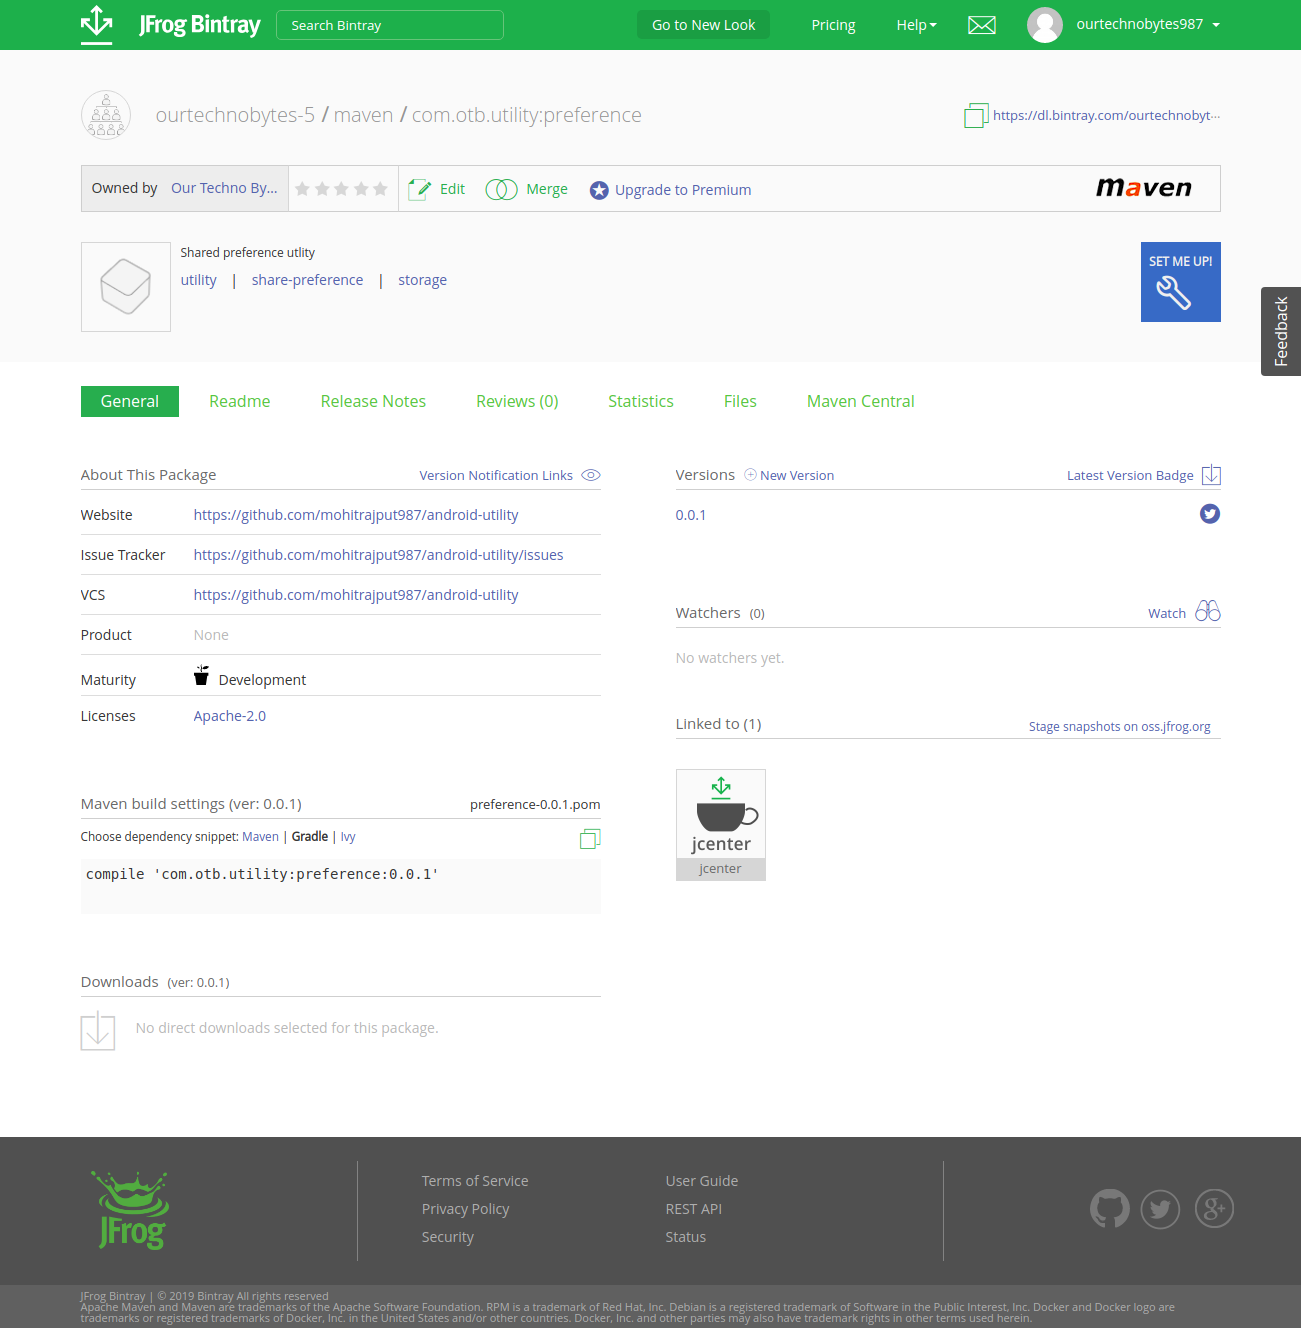 JFrog Bintray Search Bintray Go to New Look Pricing Help ourtechnobytes987
ourtechnobytes-5 / maven / com.otb.utility:preference https://dl.bintray.com/ourtechnobyt...
Owned by Our Techno By... Edit Merge Upgrade to Premium maven
Shared preference utlity
utility | share-preference | storage
SET ME UP!
Feedback
General Readme Release Notes Reviews (0) Statistics Files Maven Central
About This Package Version Notification Links
Website https://github.com/mohitrajput987/android-utility
Issue Tracker https://github.com/mohitrajput987/android-utility/issues
VCS https://github.com/mohitrajput987/android-utility
Product None
Maturity Development
Licenses Apache-2.0
Maven build settings (ver: 0.0.1) preference-0.0.1.pom
Choose dependency snippet: Maven | Gradle | Ivy
compile 'com.otb.utility:preference:0.0.1'
Downloads (ver: 0.0.1)
No direct downloads selected for this package.
Versions New Version Latest Version Badge
0.0.1
Watchers (0) Watch
No watchers yet.
Linked to (1) Stage snapshots on oss.jfrog.org
jcenter
jcenter
JFrog
Terms of Service
Privacy Policy
Security
User Guide
REST API
Status
g+
JFrog Bintray | © 2019 Bintray All rights reserved
Apache Maven and Maven are trademarks of the Apache Software Foundation. RPM is a trademark of Red Hat, Inc. Debian is a registered trademark of Software in the Public Interest, Inc. Docker and Docker logo are
trademarks or registered trademarks of Docker, Inc. in the United States and/or other countries. Docker, Inc. and other parties may also have trademark rights in other terms used herein.